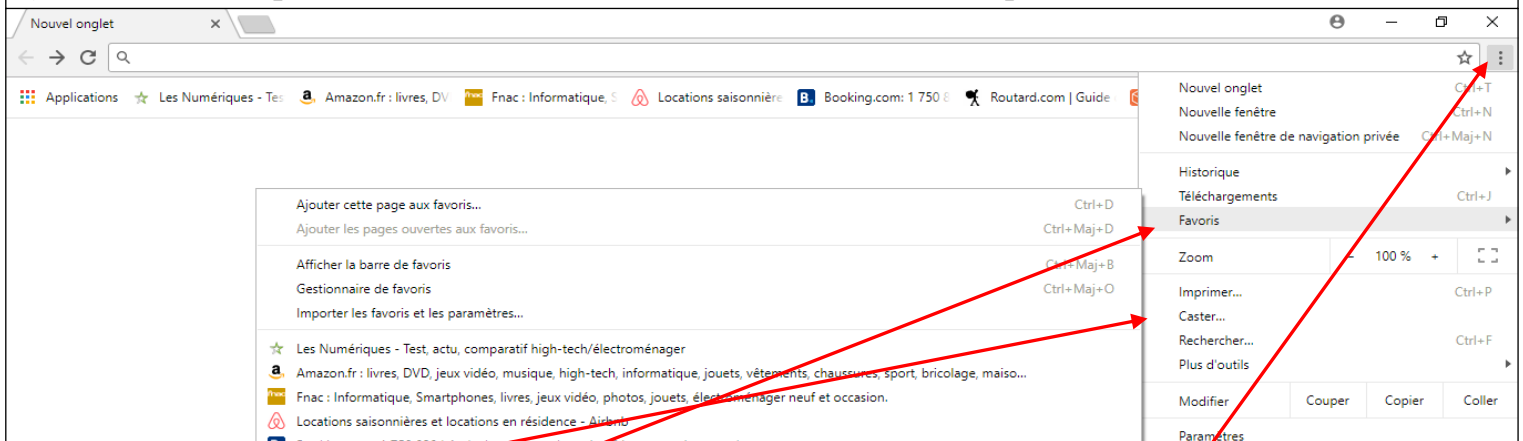 Nouvel onglet
Applications Les Numériques - Tes Amazon.fr : livres, DV Fnac : Informatique, S Locations saisonnière Booking.com: 1 750 8 Routard.com | Guide
Nouvel onglet Ctrl+T
Nouvelle fenêtre Ctrl+N
Nouvelle fenêtre de navigation privée Ctrl+Maj+N
Historique
Téléchargements Ctrl+J
Favoris
Zoom - 100 % +
Imprimer... Ctrl+P
Caster...
Rechercher... Ctrl+F
Plus d'outils
Modifier Couper Copier Coller
Paramètres
Ajouter cette page aux favoris... Ctrl+D
Ajouter les pages ouvertes aux favoris... Ctrl+Maj+D
Afficher la barre de favoris Ctrl+Maj+B
Gestionnaire de favoris Ctrl+Maj+O
Importer les favoris et les paramètres...
Les Numériques - Test, actu, comparatif high-tech/électroménager
Amazon.fr : livres, DVD, jeux vidéo, musique, high-tech, informatique, jouets, vêtements, chaussures, sport, bricolage, maiso...
Fnac : Informatique, Smartphones, livres, jeux vidéo, photos, jouets, électroménager neuf et occasion.
Locations saisonnières et locations en résidence - Airbnb